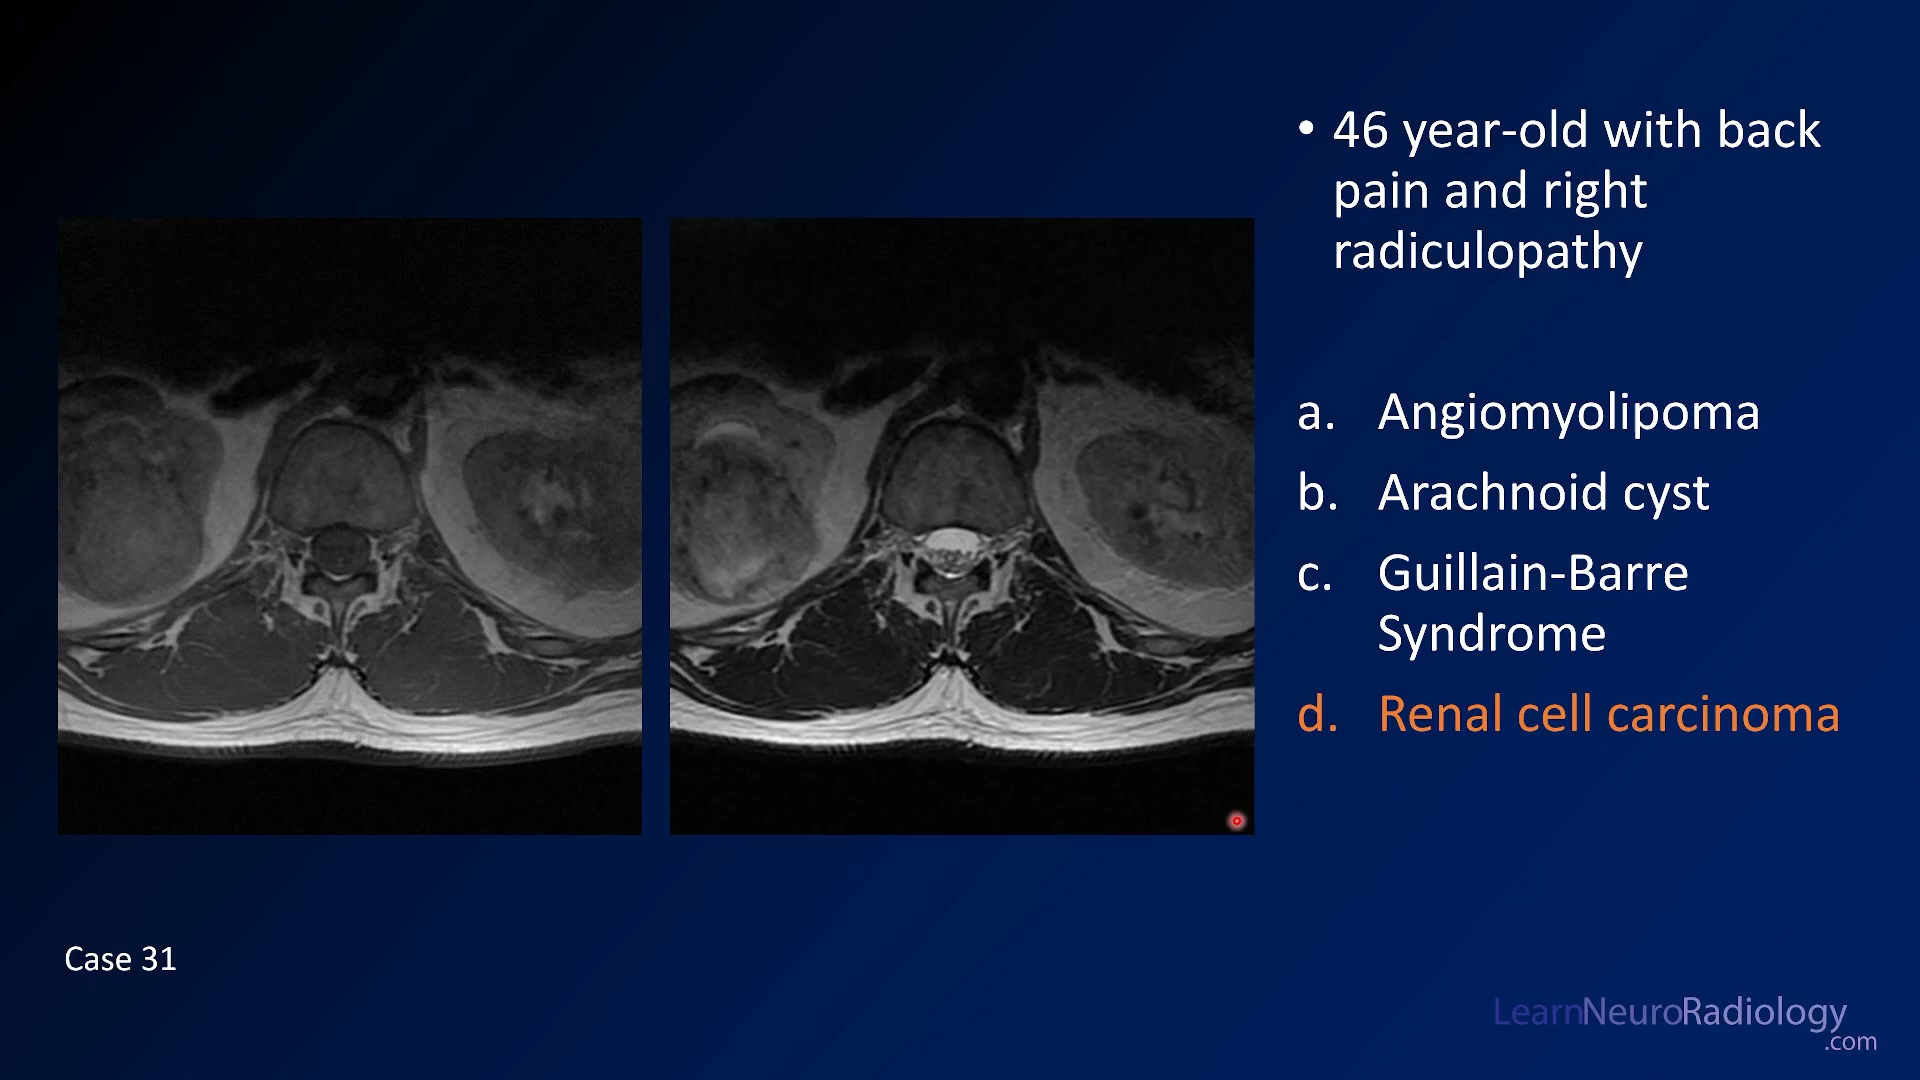 • 46 year-old with back
pain and right
radiculopathy
a. Angiomyolipoma
b. Arachnoid cyst
c. Guillain-Barre
Syndrome
d. Renal cell carcinoma
Case 31
LearnNeuroRadiology
.com